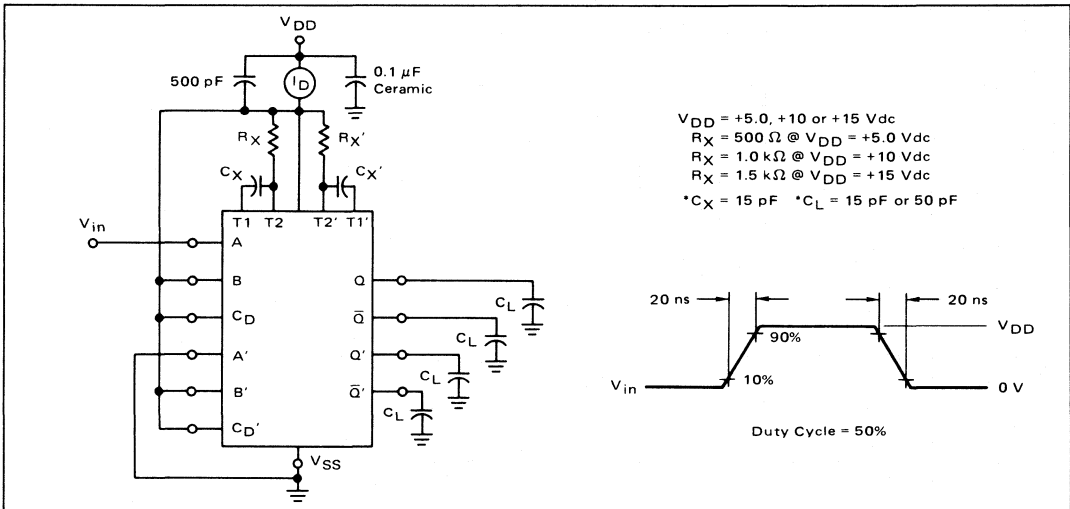 V_DD
500 pF
I_D
0.1 μF
Ceramic
R_X
R_X'
C_X
C_X'
T1 T2 T2' T1'
V_in
A
B
C_D
A'
B'
C_D'
Q
Q̅
Q'
Q̅'
C_L
C_L
C_L
C_L
V_SS
V_DD = +5.0, +10 or +15 Vdc
R_X = 500 Ω @ V_DD = +5.0 Vdc
R_X = 1.0 kΩ @ V_DD = +10 Vdc
R_X = 1.5 kΩ @ V_DD = +15 Vdc
*C_X = 15 pF *C_L = 15 pF or 50 pF
20 ns
20 ns
V_DD
90%
10%
V_in
0 V
Duty Cycle = 50%